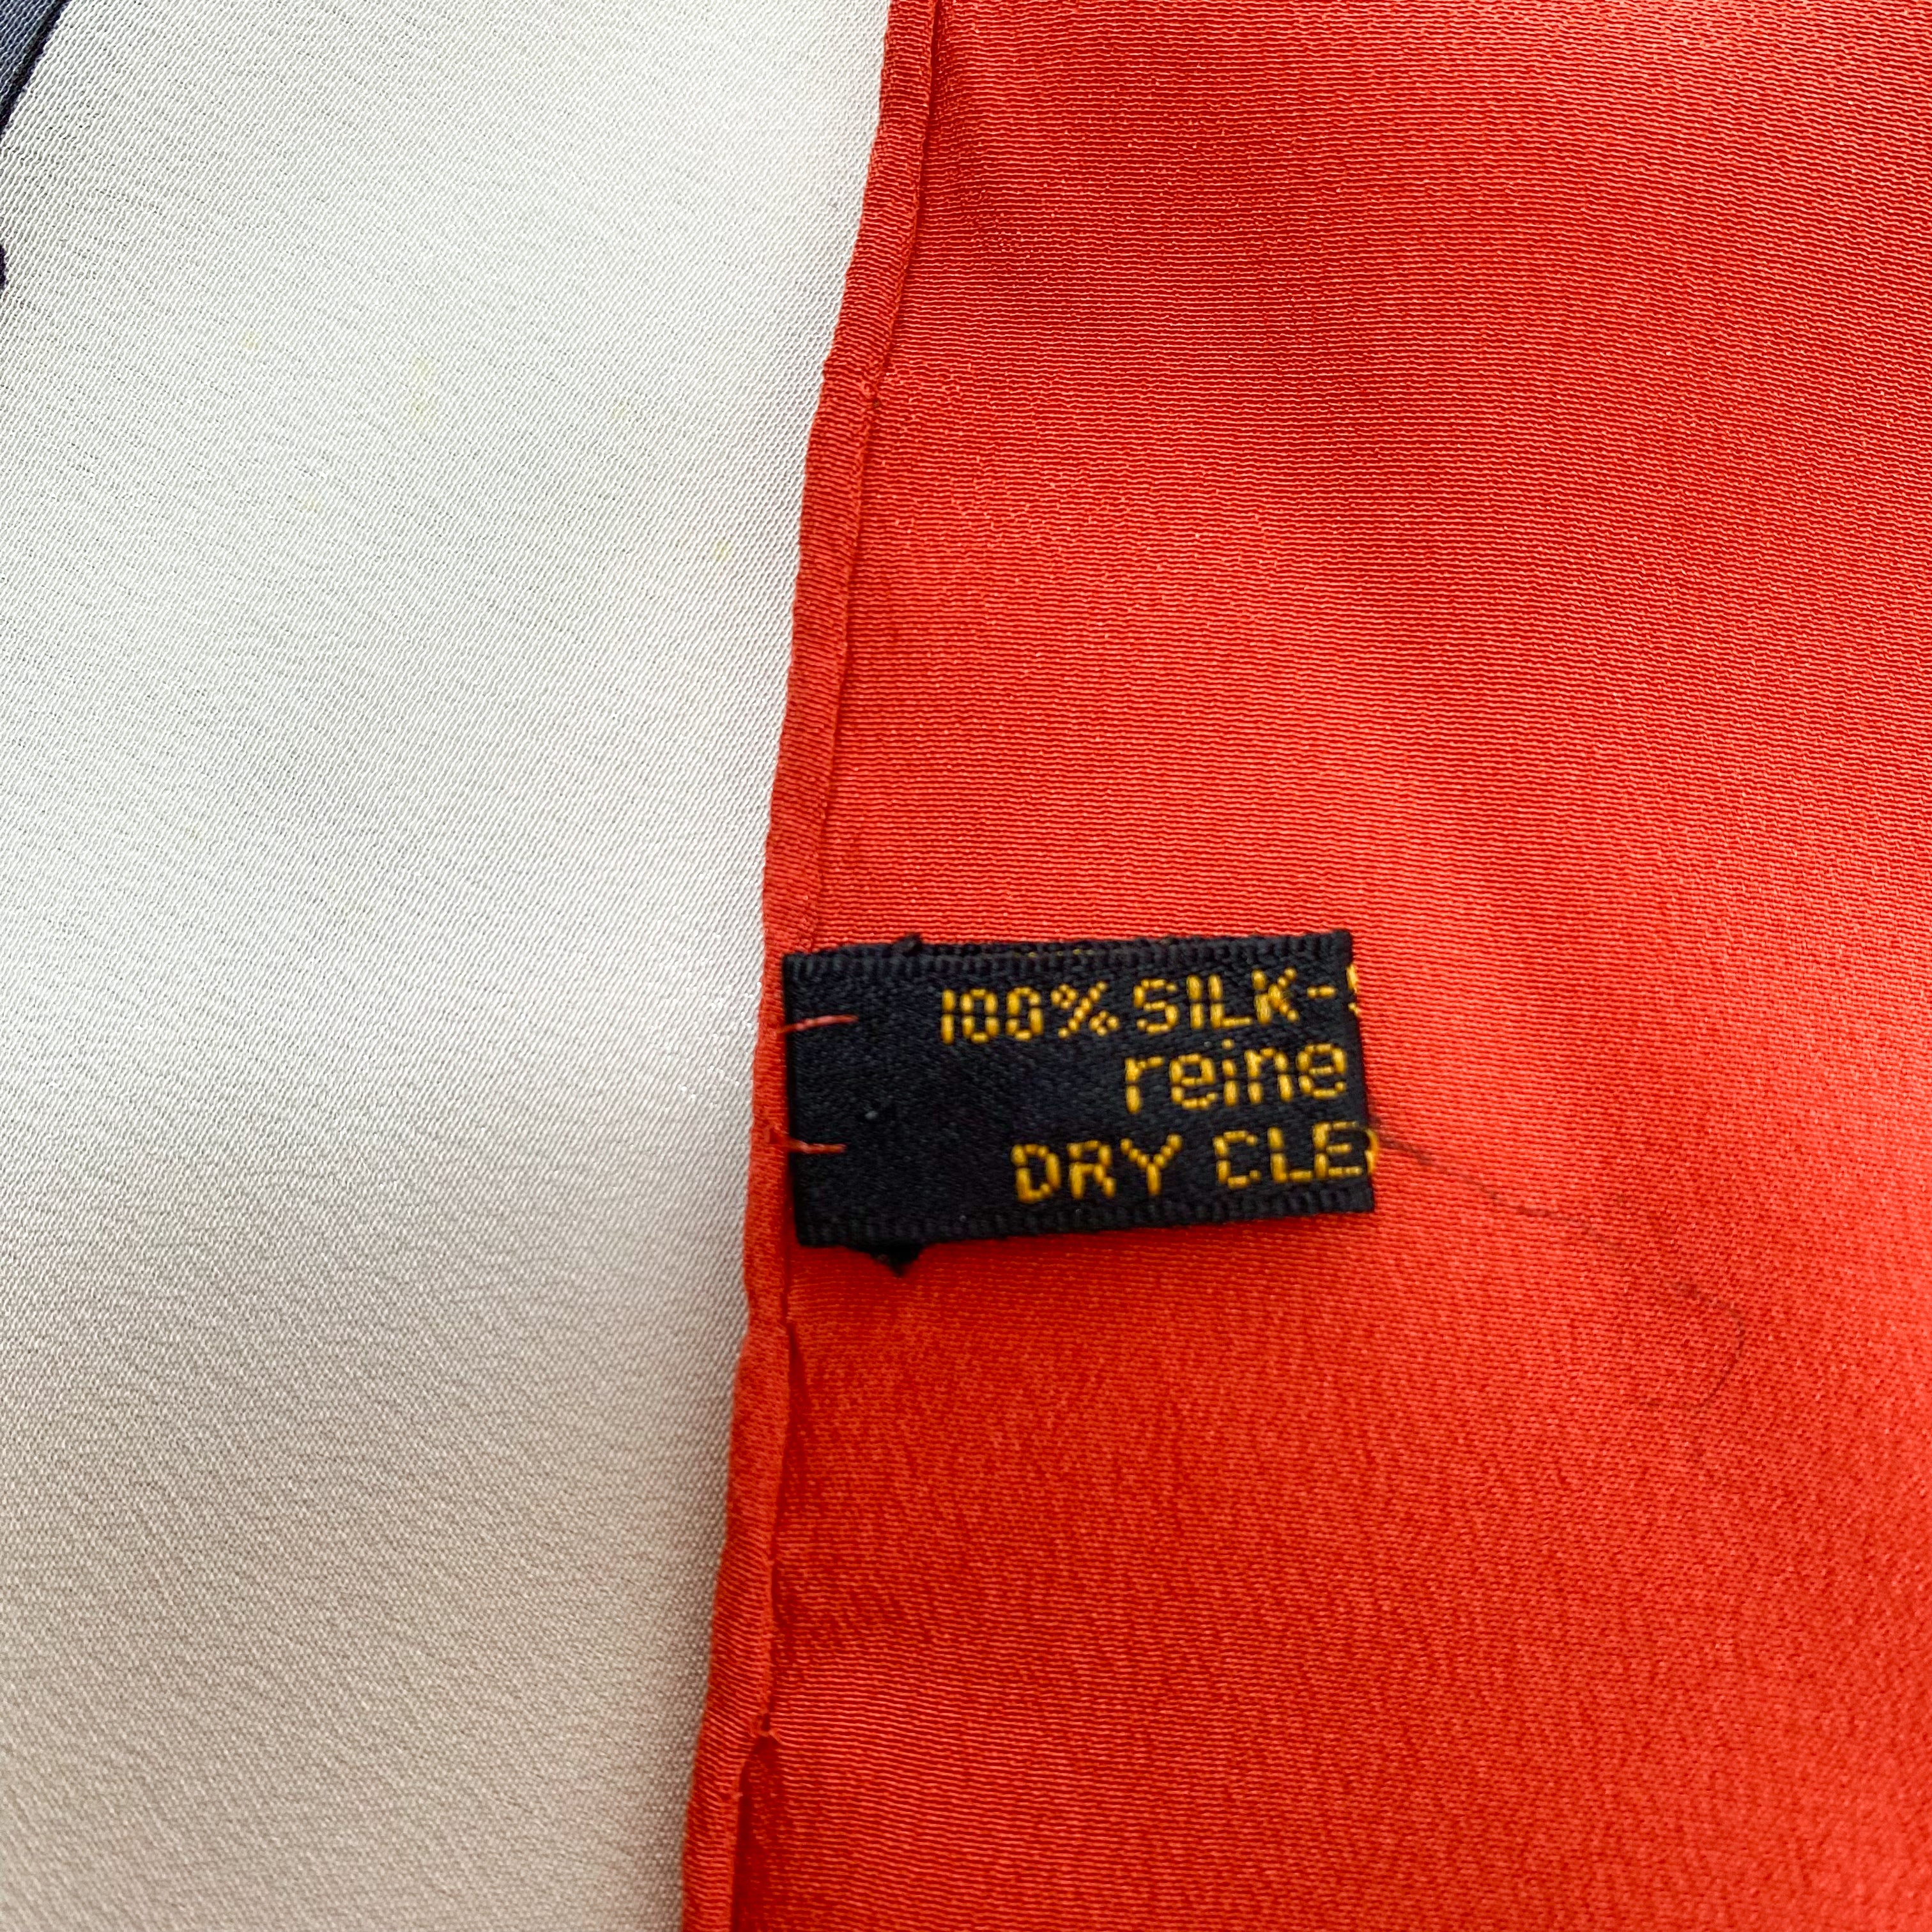 100% SILK-
reine
DRY CLE